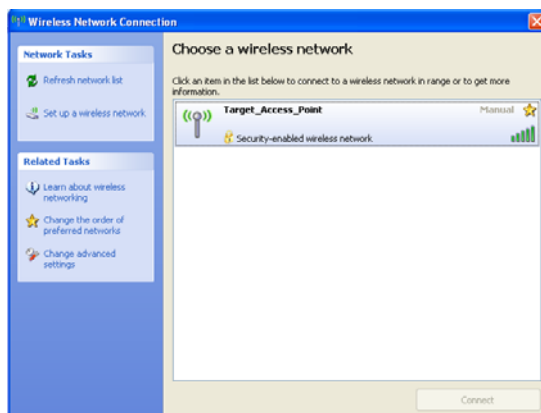 Wireless Network Connection
Network Tasks
Refresh network list
Set up a wireless network
Related Tasks
Learn about wireless
networking
Change the order of
preferred networks
Change advanced
settings
Choose a wireless network
Click an item in the list below to connect to a wireless network in range or to get more
information.
Target_Access_Point Manual
Security-enabled wireless network
Connect